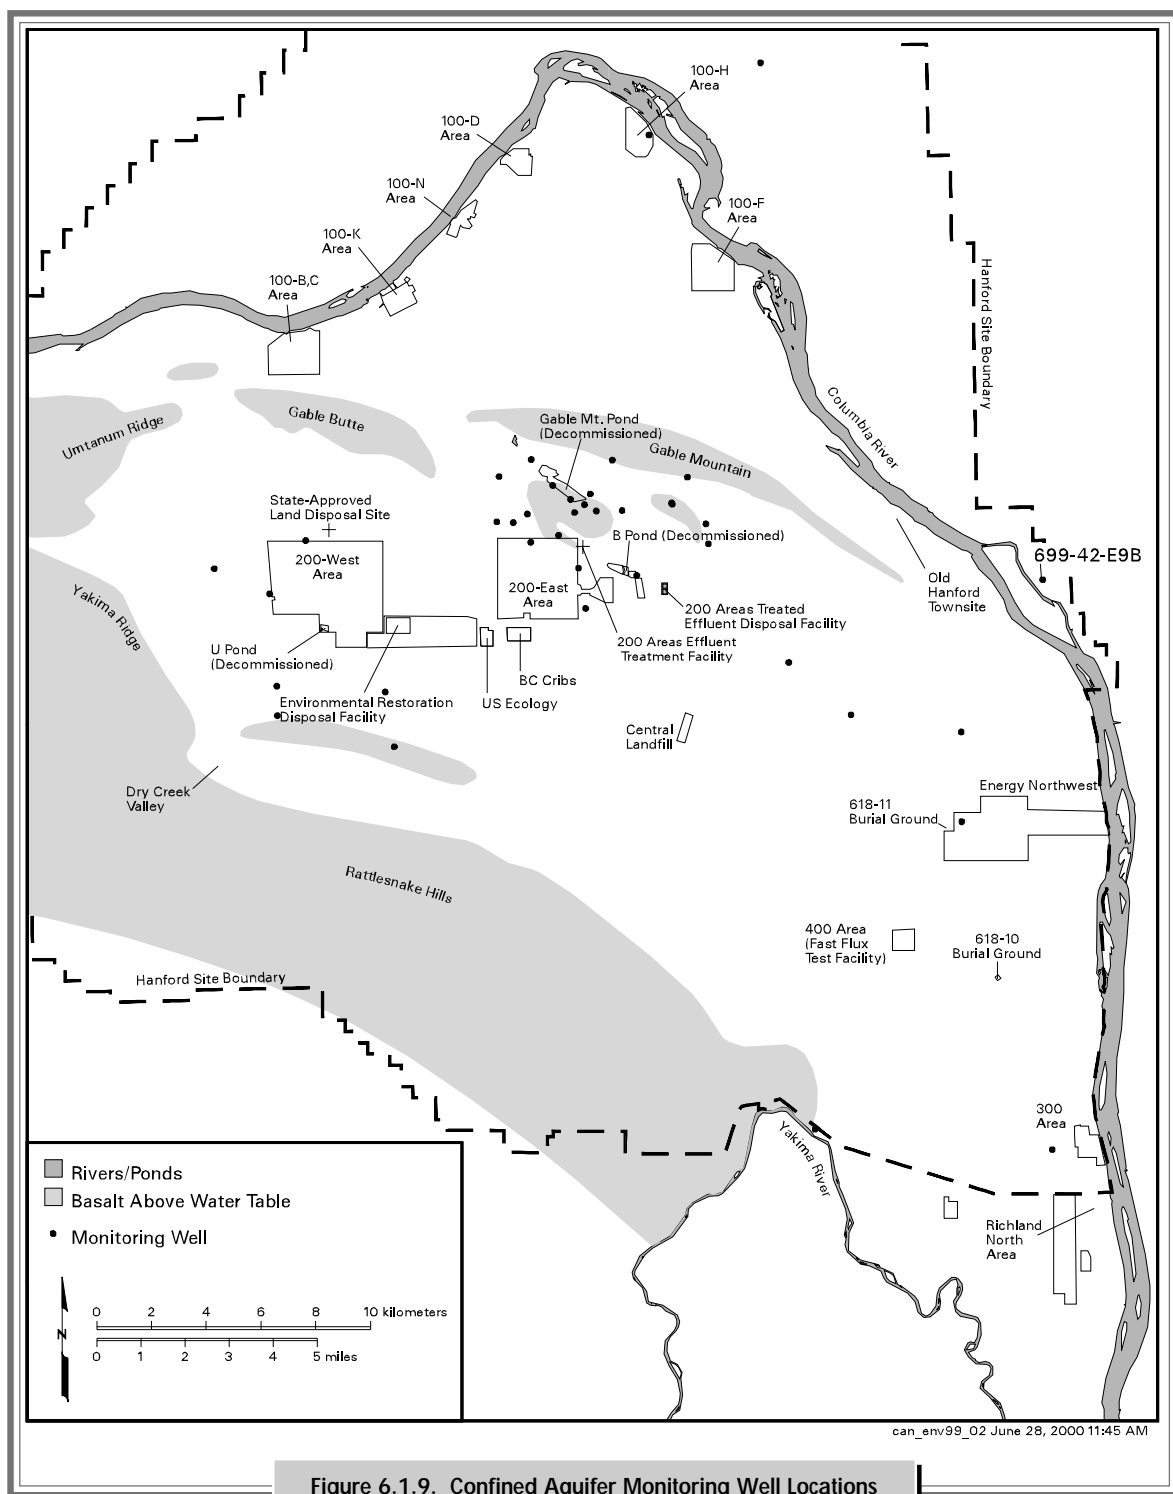 100-H
Area
100-D
Area
100-N
Area
100-F
Area
100-K
Area
100-B,C
Area
Hanford Site Boundary
Columbia River
Umtanum Ridge
Gable Butte
Gable Mt. Pond
(Decommissioned)
Gable Mountain
State-Approved
Land Disposal Site
B Pond (Decommissioned)
699-42-E9B
200-West
Area
200-East
Area
Old
Hanford
Townsite
Yakima Ridge
200 Areas Treated
Effluent Disposal Facility
U Pond
(Decommissioned)
200 Areas Effluent
Treatment Facility
BC Cribs
Environmental Restoration
Disposal Facility
US Ecology
Central
Landfill
Dry Creek
Valley
Energy Northwest
618-11
Burial Ground
Rattlesnake Hills
400 Area
(Fast Flux
Test Facility)
618-10
Burial Ground
Hanford Site Boundary
300
Area
Yakima River
Richland
North
Area
Rivers/Ponds
Basalt Above Water Table
Monitoring Well
N
0 2 4 6 8 10 kilometers
0 1 2 3 4 5 miles
can_env99_02 June 28, 2000 11:45 AM
Figure 6.1.9. Confined Aquifer Monitoring Well Locations